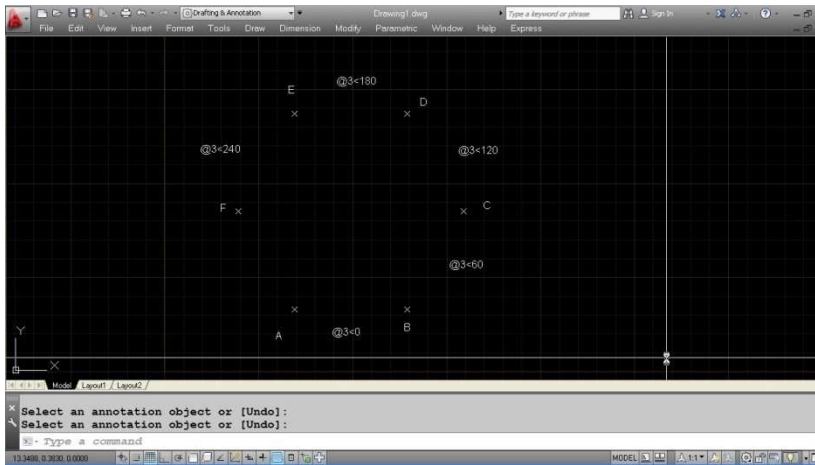 Drafting & Annotation
Drawing1.dwg
Type a keyword or phrase
Sign In
File Edit View Insert Format Tools Draw Dimension Modify Parametric Window Help Express
@3<180
E
D
@3<240
@3<120
F
C
@3<60
A
@3<0
B
Y
X
Model Layout1 Layout2
Select an annotation object or [Undo]:
Select an annotation object or [Undo]:
Type a command
13.3490, 0.3830, 0.0000
MODEL
1:1